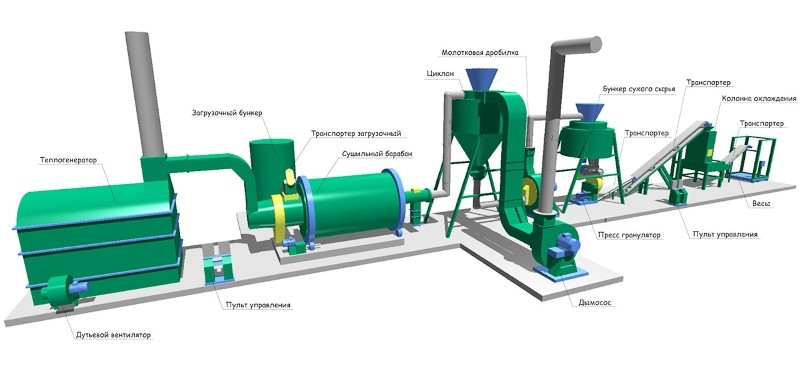 Молотковая дробилка
Циклон
Бункер сухого сырья
Транспортер
Колонна охлаждения
Загрузочный бункер
Транспортер загрузочный
Транспортер
Транспортер
Сушильный барабан
Теплогенератор
Весы
Пресс гранулятор
Пульт управления
Пульт управления
Дымосос
Дутьевой вентилятор